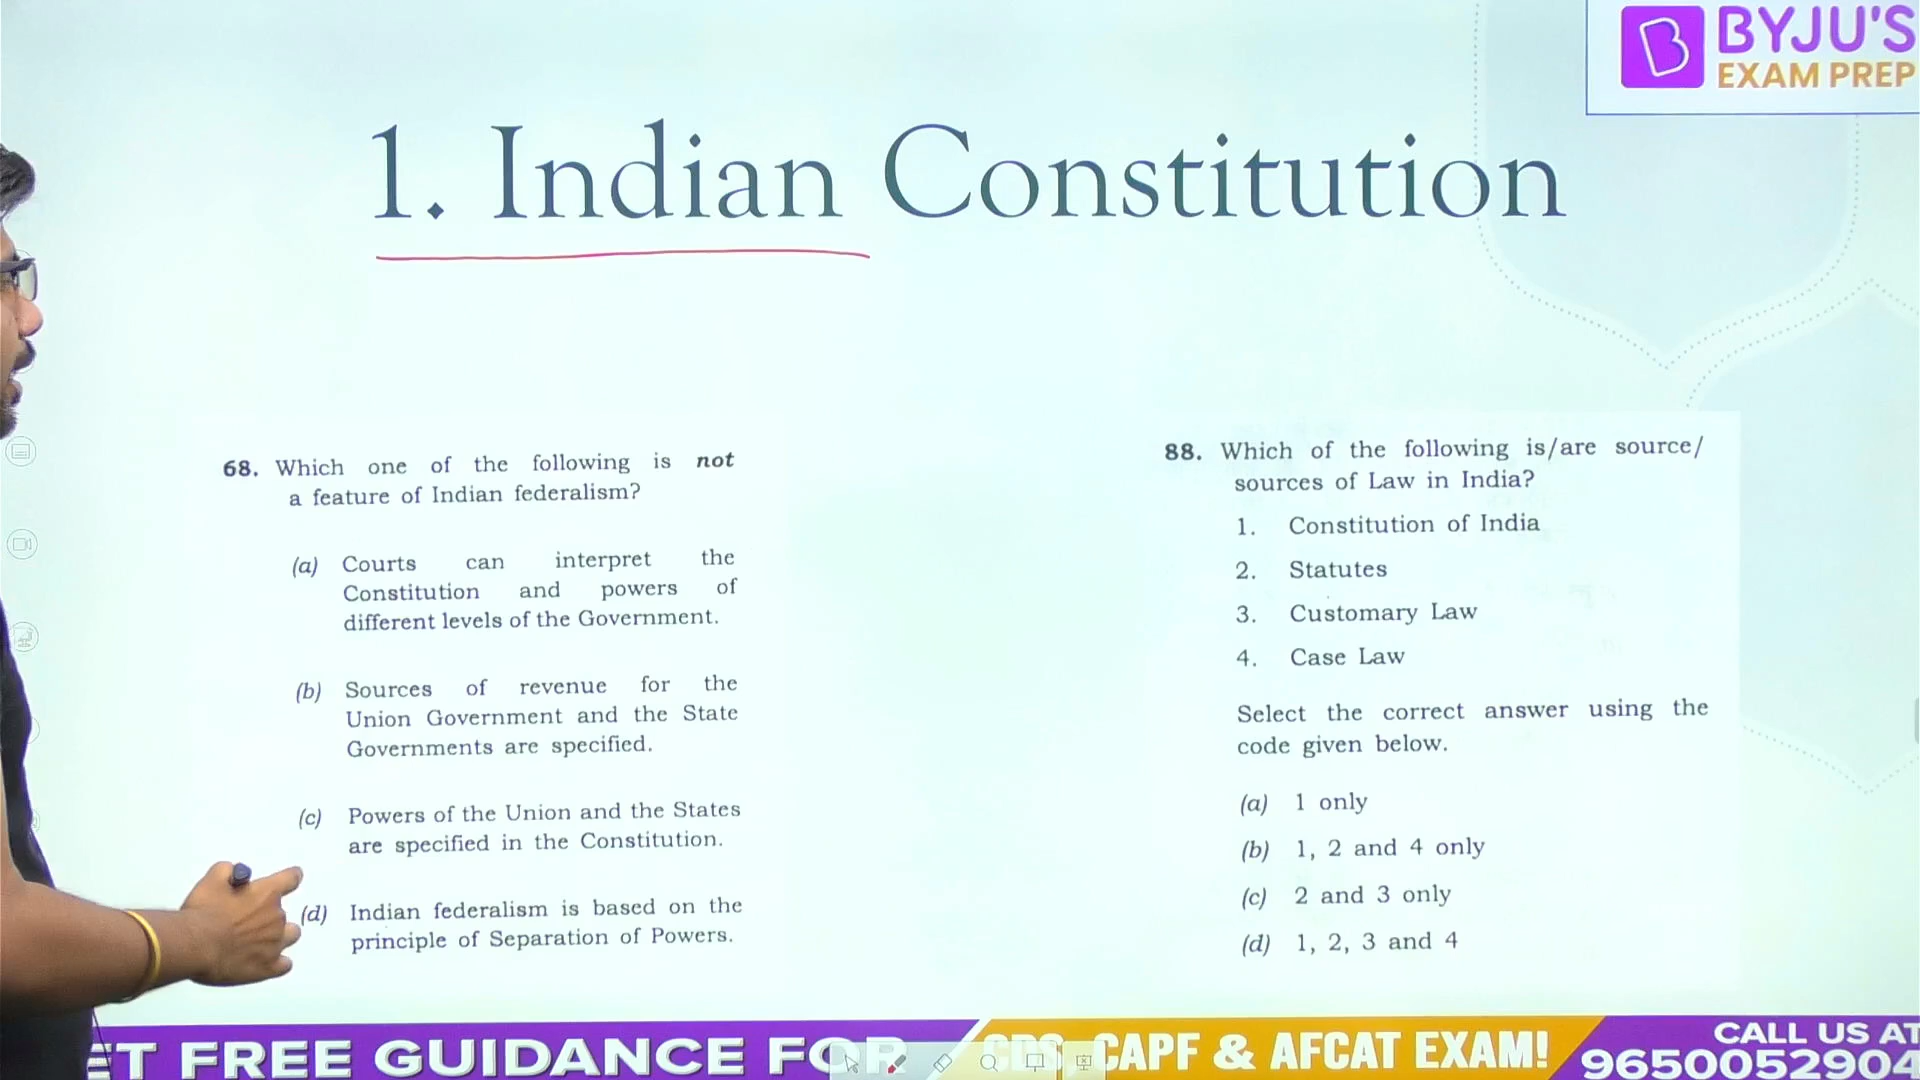 BYJU'S
EXAM PREP
1. Indian Constitution
68. Which one of the following is not
a feature of Indian federalism?
(a) Courts can interpret the
Constitution and powers of
different levels of the Government.
(b) Sources of revenue for the
Union Government and the State
Governments are specified.
(c) Powers of the Union and the States
are specified in the Constitution.
(d) Indian federalism is based on the
principle of Separation of Powers.
88. Which of the following is/are source/
sources of Law in India?
1. Constitution of India
2. Statutes
3. Customary Law
4. Case Law
Select the correct answer using the
code given below.
(a) 1 only
(b) 1, 2 and 4 only
(c) 2 and 3 only
(d) 1, 2, 3 and 4
ET FREE GUIDANCE FOR CDS, CAPF & AFCAT EXAM!
CALL US AT
9650052904